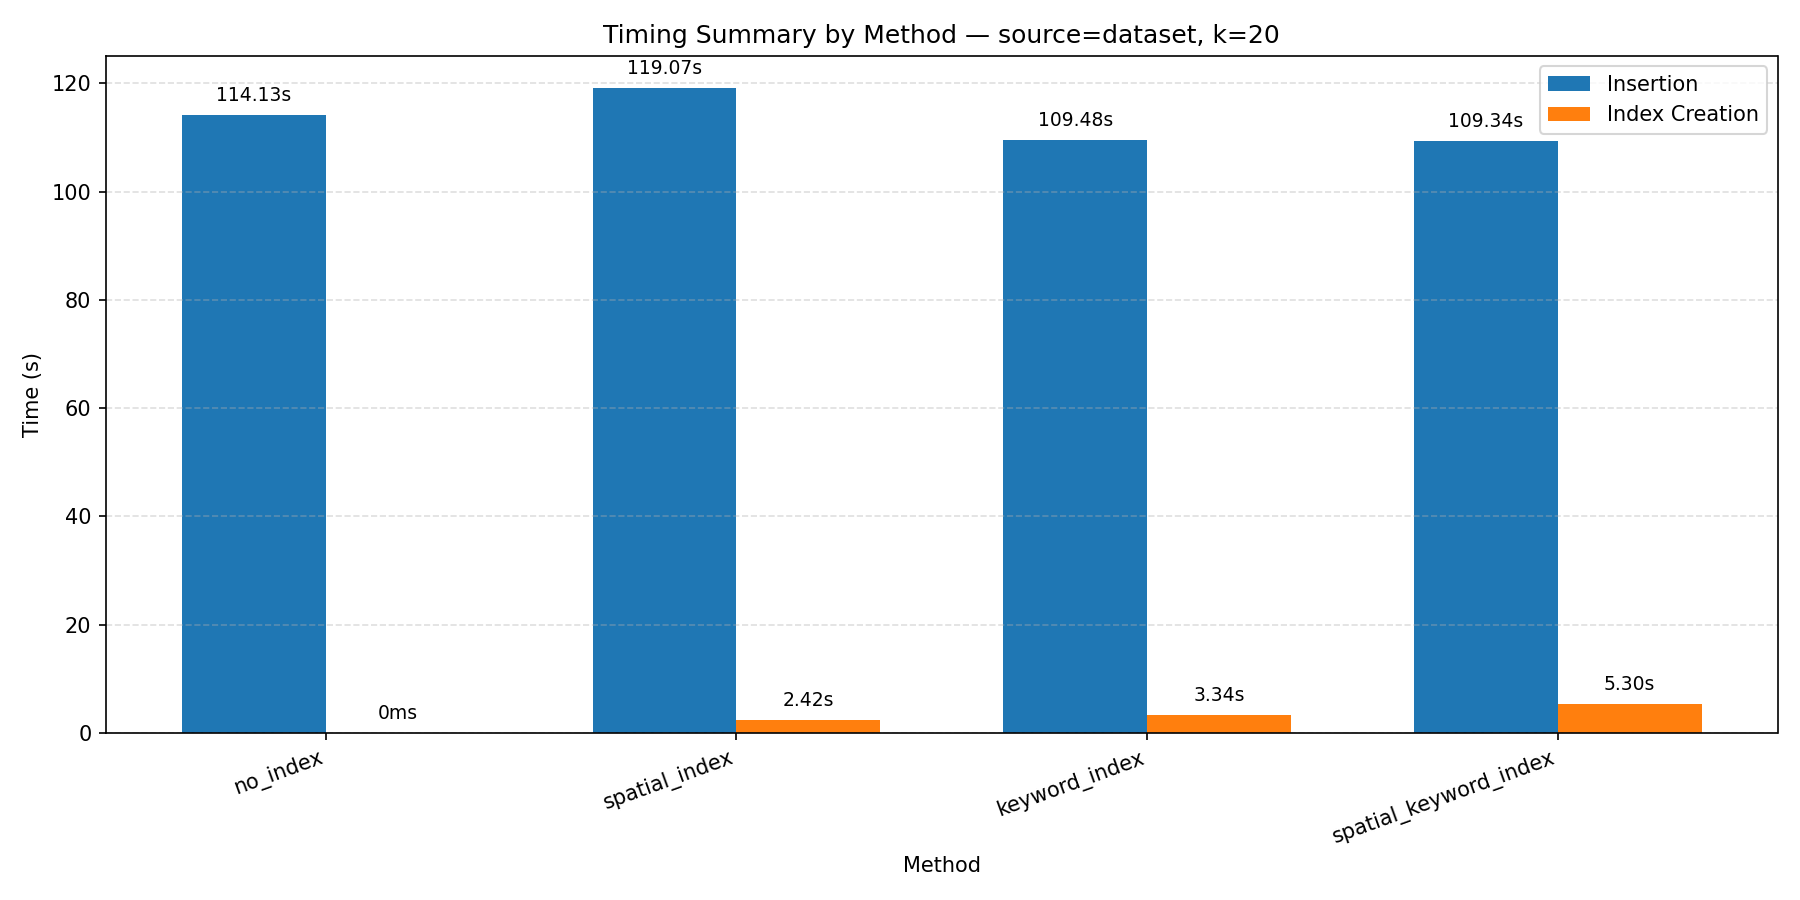 Timing Summary by Method — source=dataset, k=20
Time (s)
120
100
80
60
40
20
0
114.13s
0ms
119.07s
2.42s
109.48s
3.34s
109.34s
5.30s
Insertion
Index Creation
no_index
spatial_index
keyword_index
spatial_keyword_index
Method